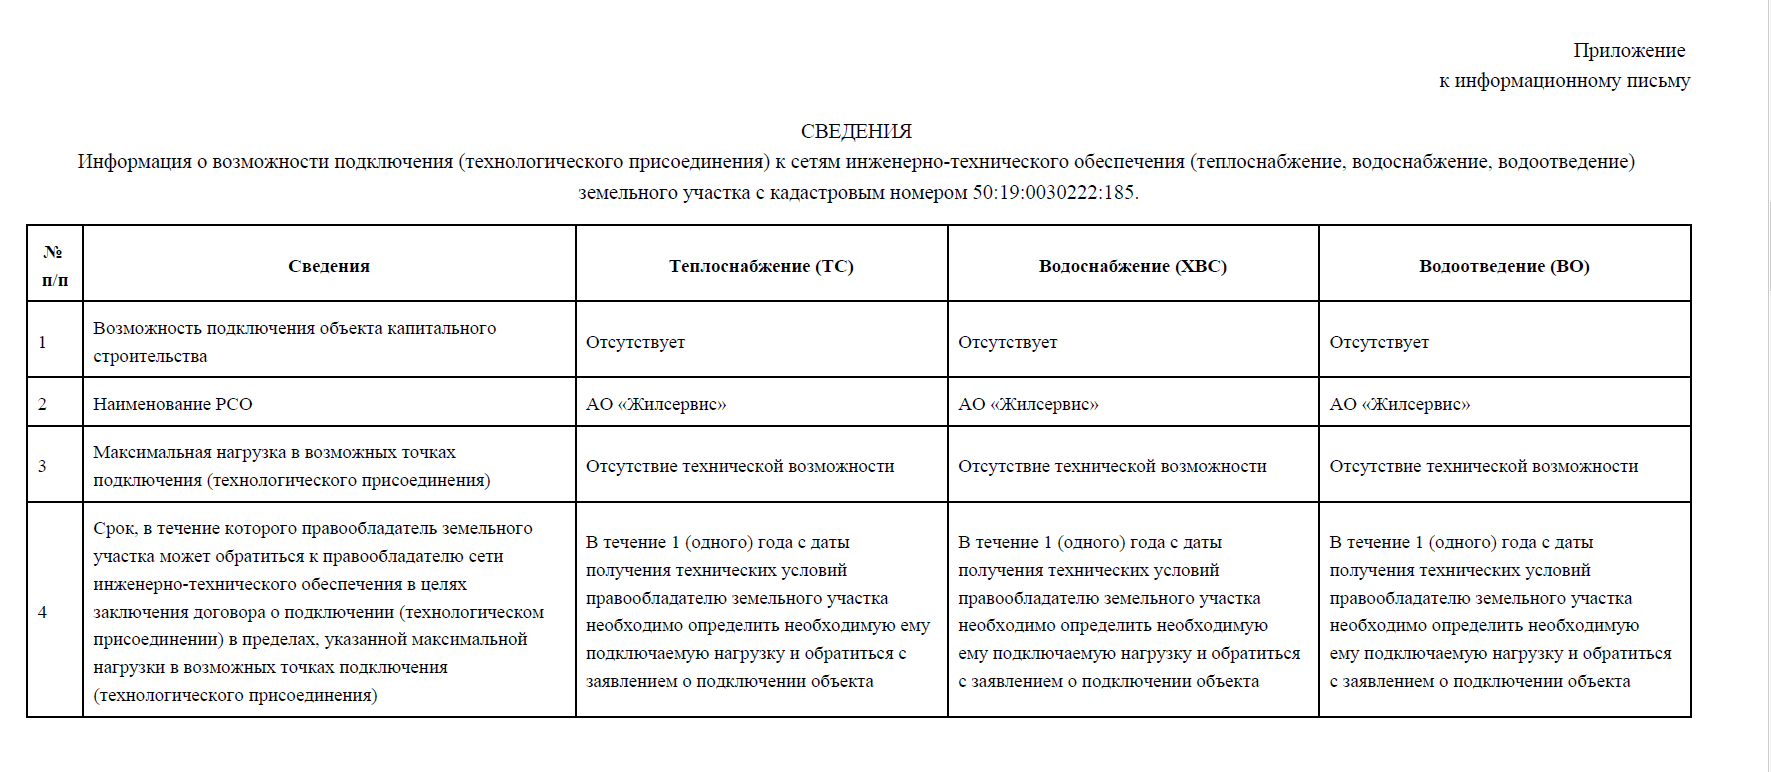 Приложение
к информационному письму
СВЕДЕНИЯ
Информация о возможности подключения (технологического присоединения) к сетям инженерно-технического обеспечения (теплоснабжение, водоснабжение, водоотведение)
земельного участка с кадастровым номером 50:19:0030222:185.
№
п/п
Сведения
Теплоснабжение (ТС)
Водоснабжение (ХВС)
Водоотведение (ВО)
1
Возможность подключения объекта капитального
строительства
Отсутствует
Отсутствует
Отсутствует
2
Наименование РСО
АО «Жилсервис»
АО «Жилсервис»
АО «Жилсервис»
3
Максимальная нагрузка в возможных точках
подключения (технологического присоединения)
Отсутствие технической возможности
Отсутствие технической возможности
Отсутствие технической возможности
4
Срок, в течение которого правообладатель земельного
участка может обратиться к правообладателю сети
инженерно-технического обеспечения в целях
заключения договора о подключении (технологическом
присоединении) в пределах, указанной максимальной
нагрузки в возможных точках подключения
(технологического присоединения)
В течение 1 (одного) года с даты
получения технических условий
правообладателю земельного участка
необходимо определить необходимую ему
подключаемую нагрузку и обратиться с
заявлением о подключении объекта
В течение 1 (одного) года с даты
получения технических условий
правообладателю земельного участка
необходимо определить необходимую
ему подключаемую нагрузку и обратиться
с заявлением о подключении объекта
В течение 1 (одного) года с даты
получения технических условий
правообладателю земельного участка
необходимо определить необходимую
ему подключаемую нагрузку и обратиться
с заявлением о подключении объекта